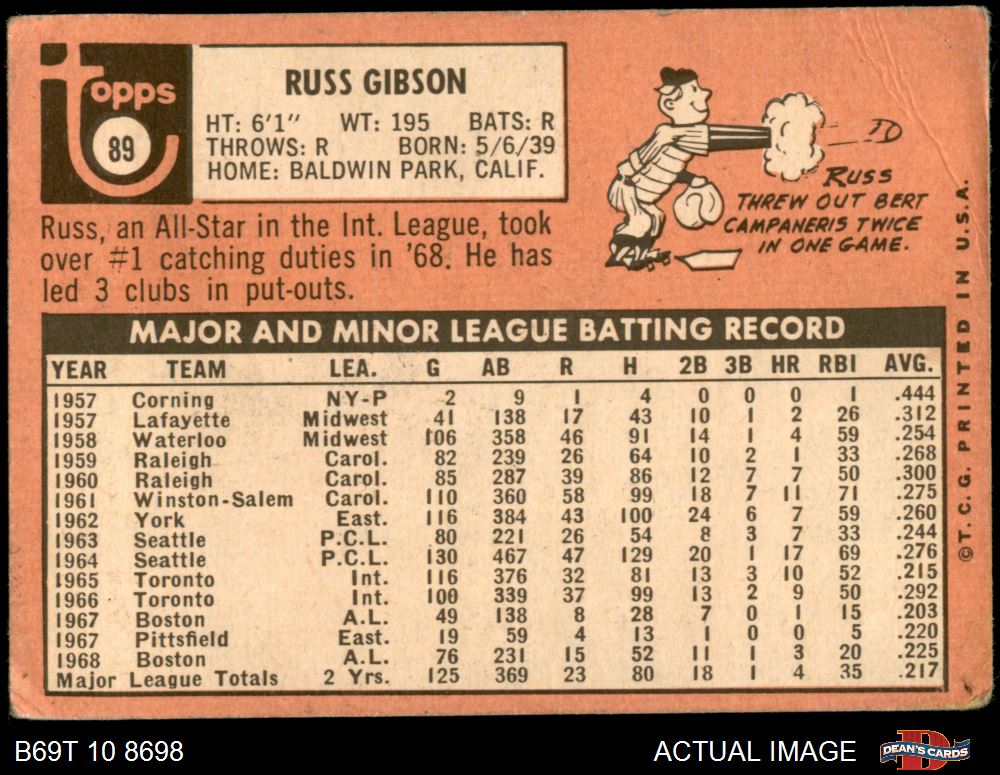 topps
89
RUSS GIBSON
HT: 6'1" WT: 195 BATS: R
THROWS: R BORN: 5/6/39
HOME: BALDWIN PARK, CALIF.
Russ, an All-Star in the Int. League, took
over #1 catching duties in '68. He has
led 3 clubs in put-outs.
RUSS
THREW OUT BERT
CAMPANERIS TWICE
IN ONE GAME.
MAJOR AND MINOR LEAGUE BATTING RECORD
YEAR TEAM LEA. G AB R H 2B 3B HR RBI AVG.
1957 Corning NY-P 2 9 1 4 0 0 0 1 .444
1957 Lafayette Midwest 41 138 17 43 10 1 2 26 .312
1958 Waterloo Midwest 106 358 46 91 14 1 4 59 .254
1959 Raleigh Carol. 82 239 26 64 10 2 1 33 .268
1960 Raleigh Carol. 85 287 39 86 12 7 7 50 .300
1961 Winston-Salem Carol. 110 360 58 99 18 7 11 71 .275
1962 York East. 116 384 43 100 24 6 7 59 .260
1963 Seattle P.C.L. 80 221 26 54 8 3 7 33 .244
1964 Seattle P.C.L. 130 467 47 129 20 1 17 69 .276
1965 Toronto Int. 116 376 32 81 13 3 10 52 .215
1966 Toronto Int. 100 339 37 99 13 2 9 50 .292
1967 Boston A.L. 49 138 8 28 7 0 1 15 .203
1967 Pittsfield East. 19 59 4 13 1 0 0 5 .220
1968 Boston A.L. 76 231 15 52 11 1 3 20 .225
Major League Totals 2 Yrs. 125 369 23 80 18 1 4 35 .217
©T.C.G. PRINTED IN U.S.A.
B69T 10 8698
ACTUAL IMAGE
DEAN'S CARDS